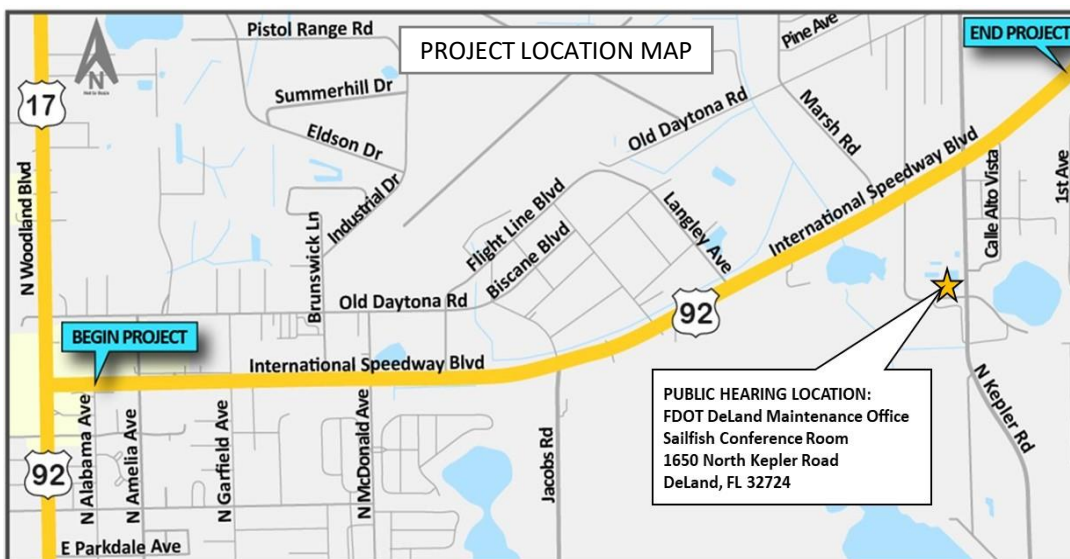 PROJECT LOCATION MAP
END PROJECT
BEGIN PROJECT
N
17
N Woodland Blvd
Pistol Range Rd
Summerhill Dr
Eldson Dr
Industrial Dr
Brunswick Ln
Old Daytona Rd
Flight Line Blvd
Biscane Blvd
Langley Ave
Old Daytona Rd
Pine Ave
Marsh Rd
International Speedway Blvd
Calle Alto Vista
1st Ave
92
International Speedway Blvd
PUBLIC HEARING LOCATION:
FDOT DeLand Maintenance Office
Sailfish Conference Room
1650 North Kepler Road
DeLand, FL 32724
N Kepler Rd
92
N Alabama Ave
N Amelia Ave
N Garfield Ave
N McDonald Ave
Jacobs Rd
E Parkdale Ave